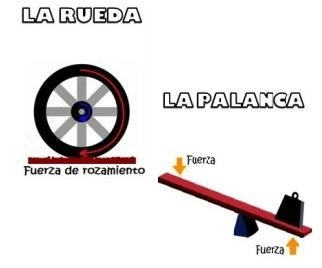 LA RUEDA
Fuerza de rozamiento
LA PALANCA
Fuerza
Fuerza